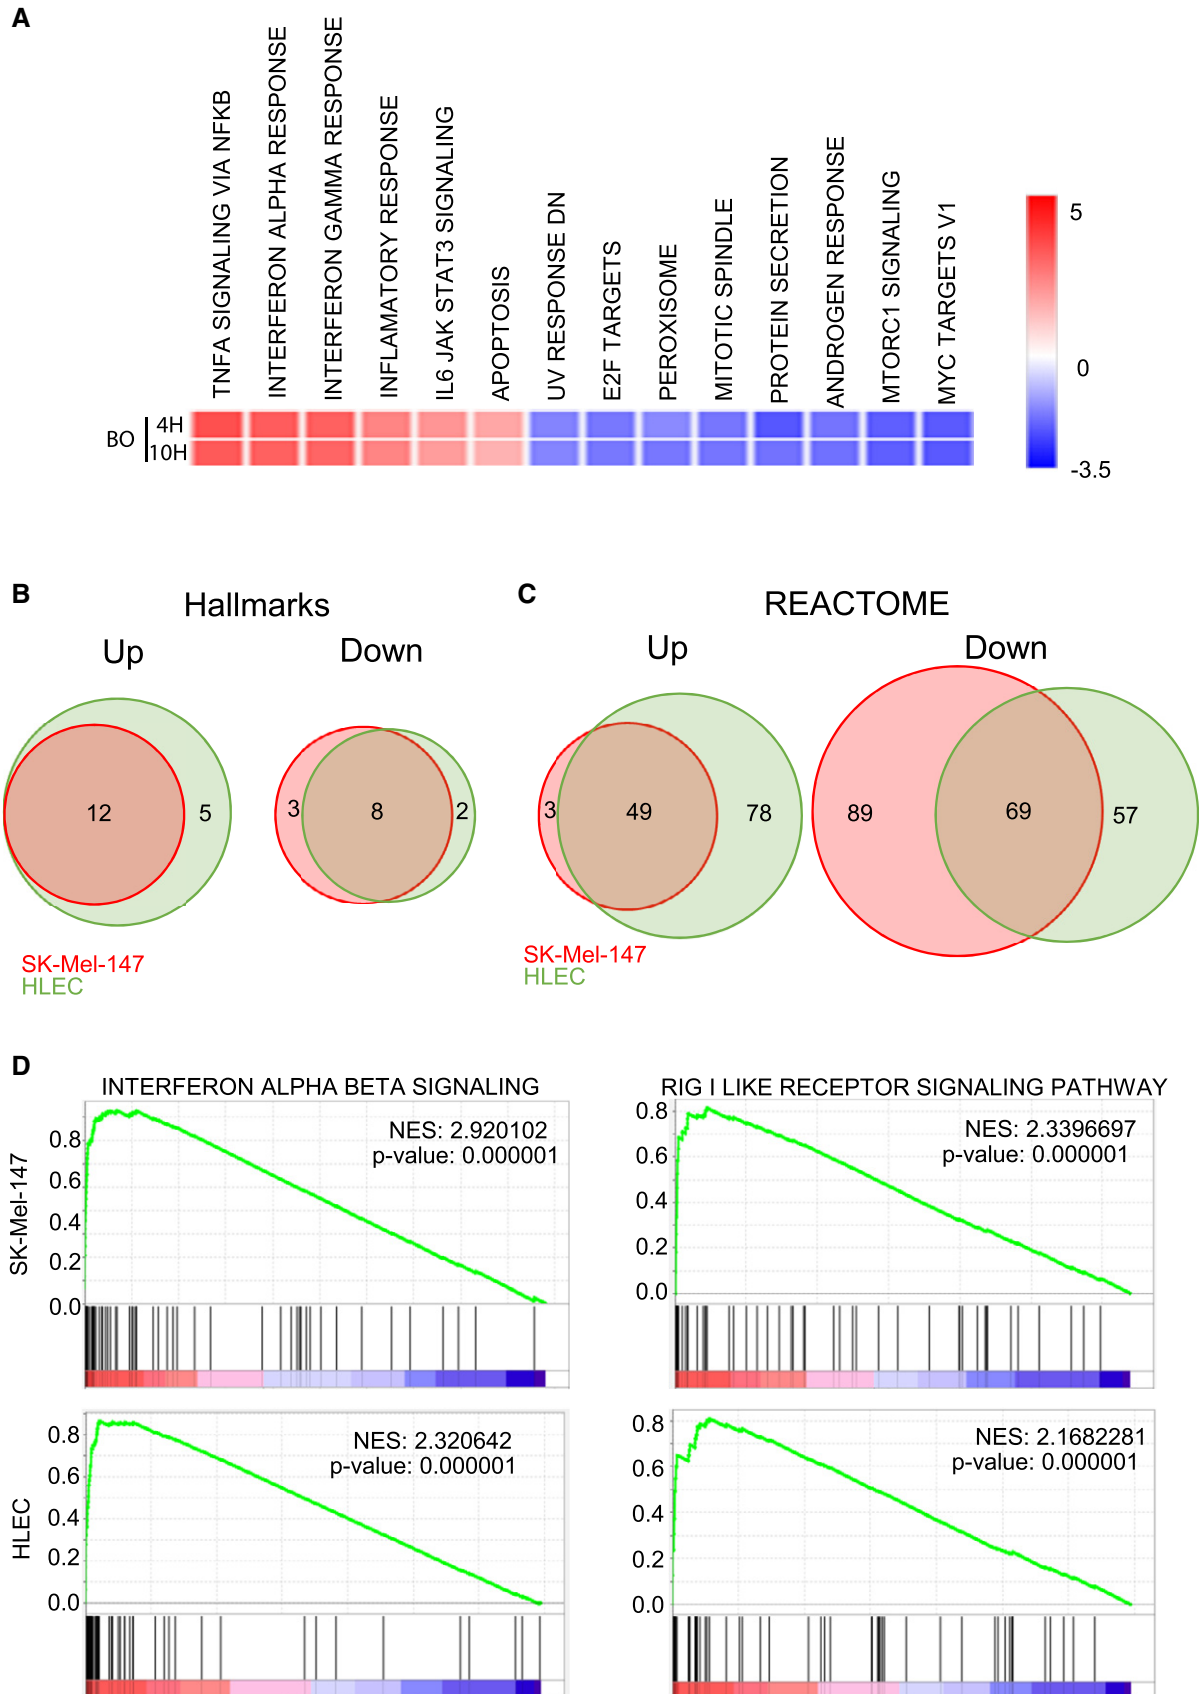 A
TNFA SIGNALING VIA NFKB
INTERFERON ALPHA RESPONSE
INTERFERON GAMMA RESPONSE
INFLAMATORY RESPONSE
IL6 JAK STAT3 SIGNALING
APOPTOSIS
UV RESPONSE DN
E2F TARGETS
PEROXISOME
MITOTIC SPINDLE
PROTEIN SECRETION
ANDROGEN RESPONSE
MTORC1 SIGNALING
MYC TARGETS V1
BO
4H
10H
5
0
-3.5
B
Hallmarks
Up
Down
12
5
3
8
2
SK-Mel-147
HLEC
C
REACTOME
Up
Down
3
49
78
89
69
57
SK-Mel-147
HLEC
D
INTERFERON ALPHA BETA SIGNALING
SK-Mel-147
NES: 2.920102
p-value: 0.000001
0.8
0.6
0.4
0.2
0.0
RIG I LIKE RECEPTOR SIGNALING PATHWAY
NES: 2.3396697
p-value: 0.000001
0.8
0.6
0.4
0.2
0.0
HLEC
NES: 2.320642
p-value: 0.000001
0.8
0.6
0.4
0.2
0.0
NES: 2.1682281
p-value: 0.000001
0.8
0.6
0.4
0.2
0.0